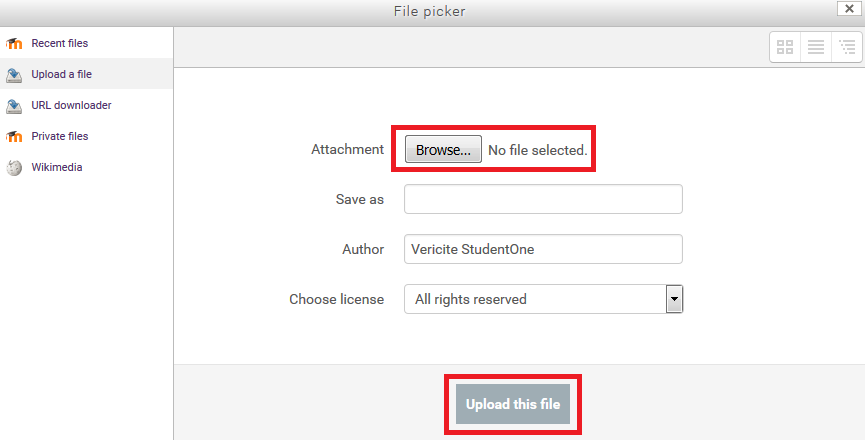 File picker
Recent files
Upload a file
URL downloader
Private files
Wikimedia
Attachment Browse... No file selected.
Save as
Author Vericite StudentOne
Choose license All rights reserved
Upload this file